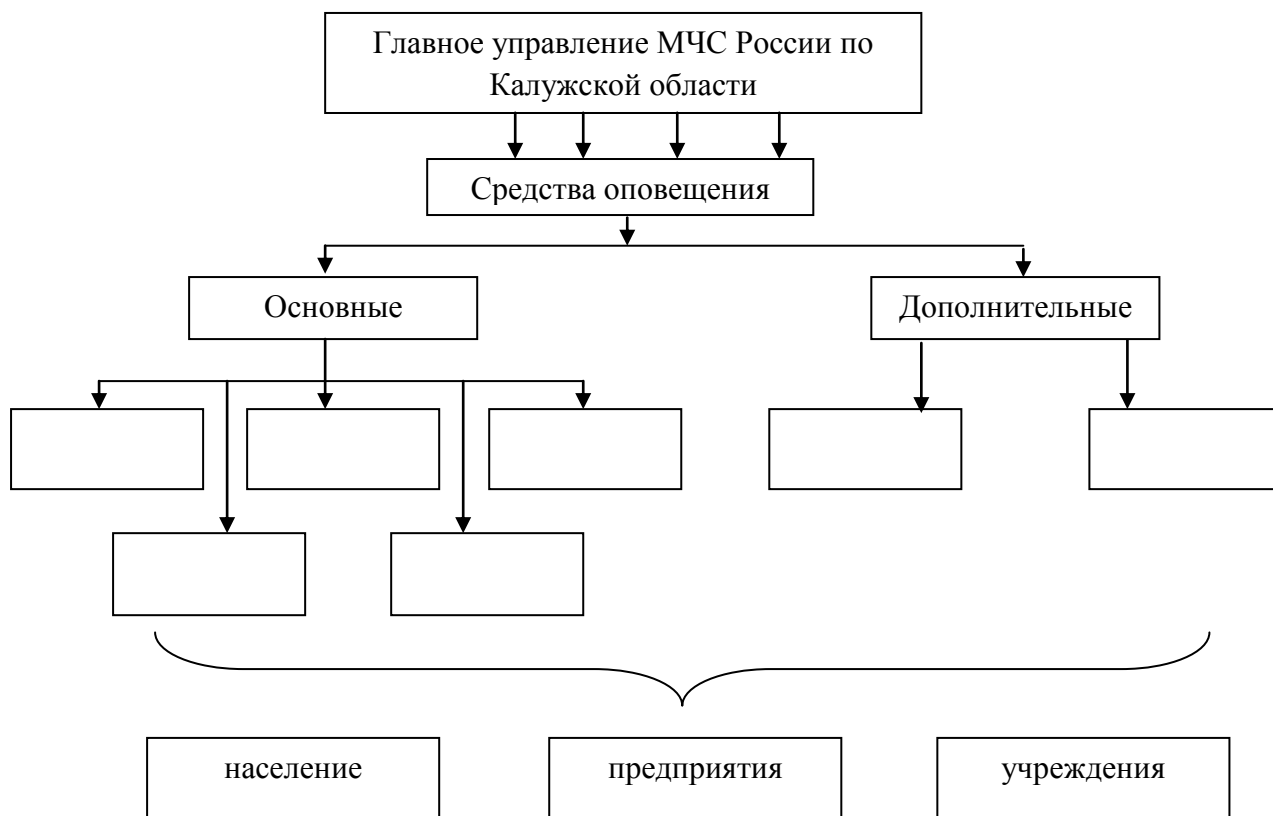 Главное управление МЧС России по
Калужской области
Средства оповещения
Основные
Дополнительные
население
предприятия
учреждения